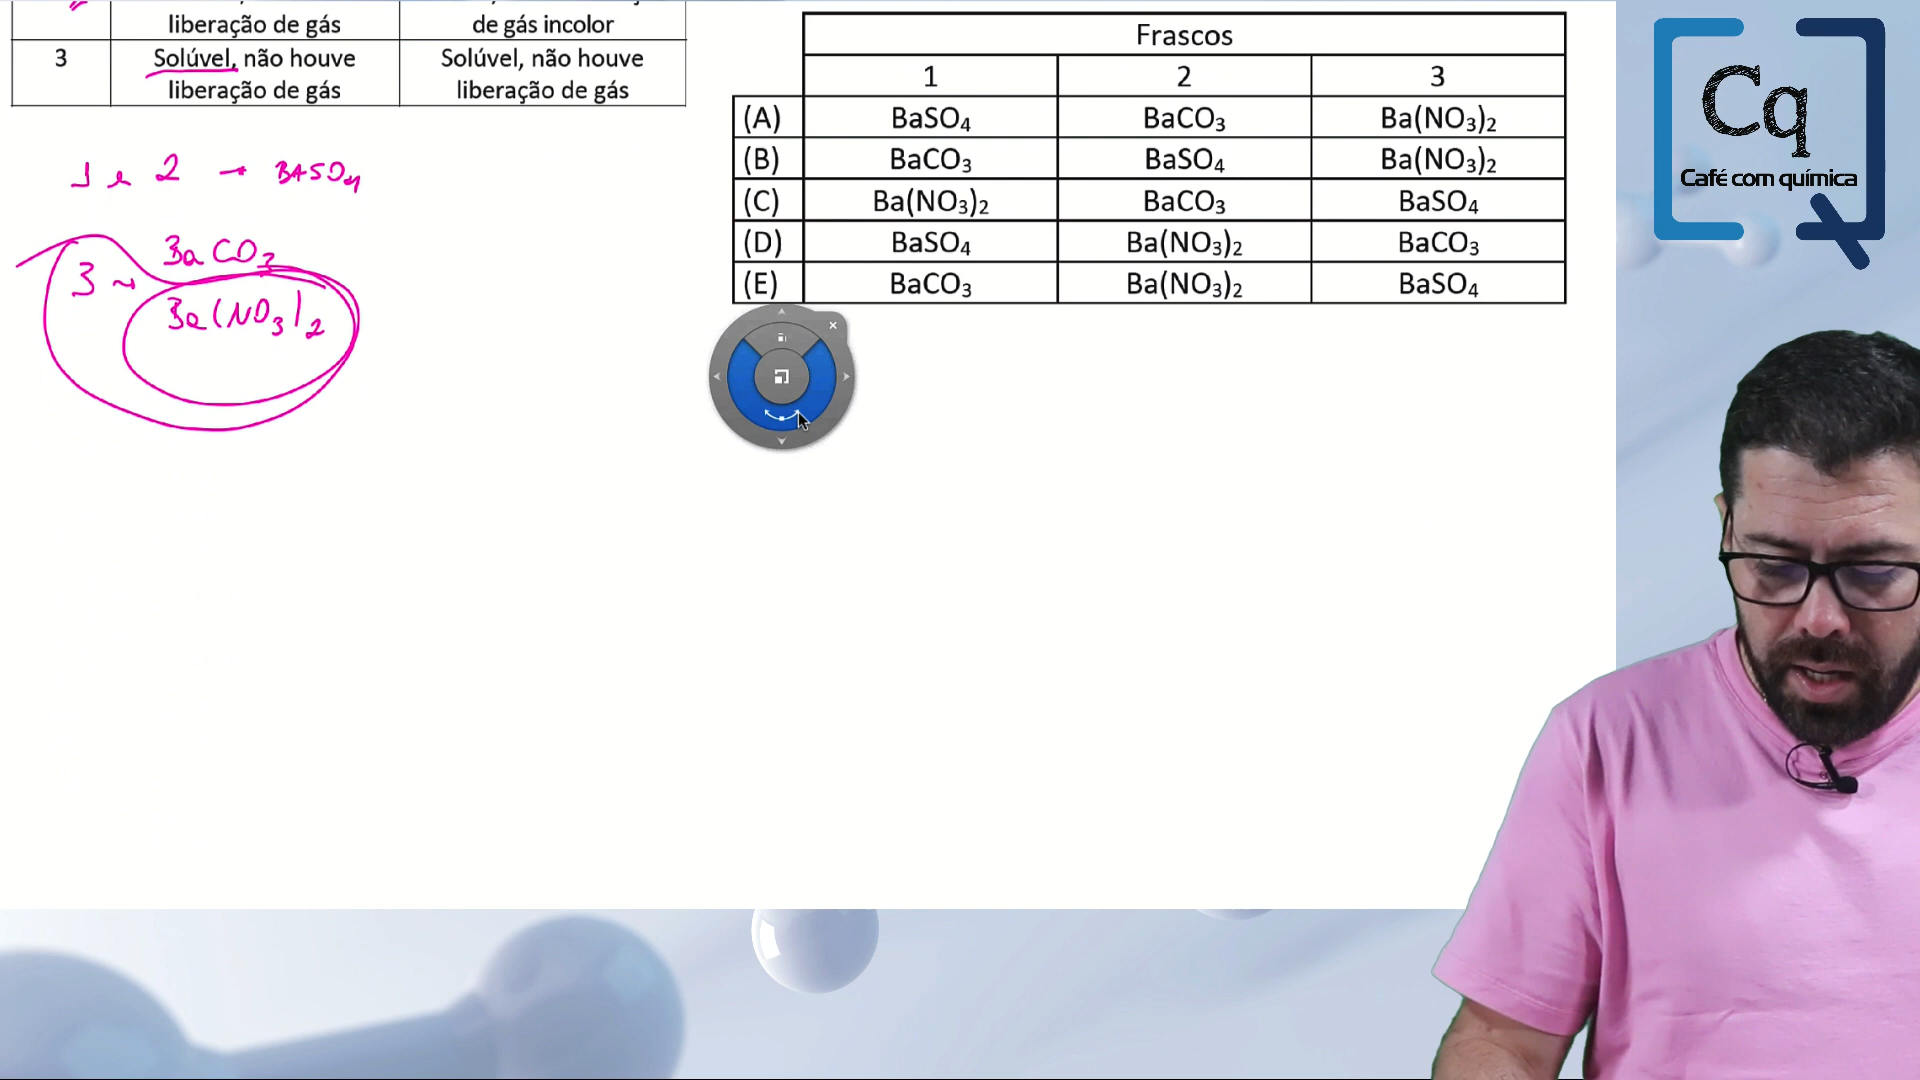 liberação de gás
de gás incolor
3
Solúvel, não houve
liberação de gás
Solúvel, não houve
liberação de gás
1 e 2 → BASO4
BaCO3
3 →
Ba(NO3)2
Frascos
1 2 3
(A) BaSO₄ BaCO₃ Ba(NO₃)₂
(B) BaCO₃ BaSO₄ Ba(NO₃)₂
(C) Ba(NO₃)₂ BaCO₃ BaSO₄
(D) BaSO₄ Ba(NO₃)₂ BaCO₃
(E) BaCO₃ Ba(NO₃)₂ BaSO₄
Cq
Café com química